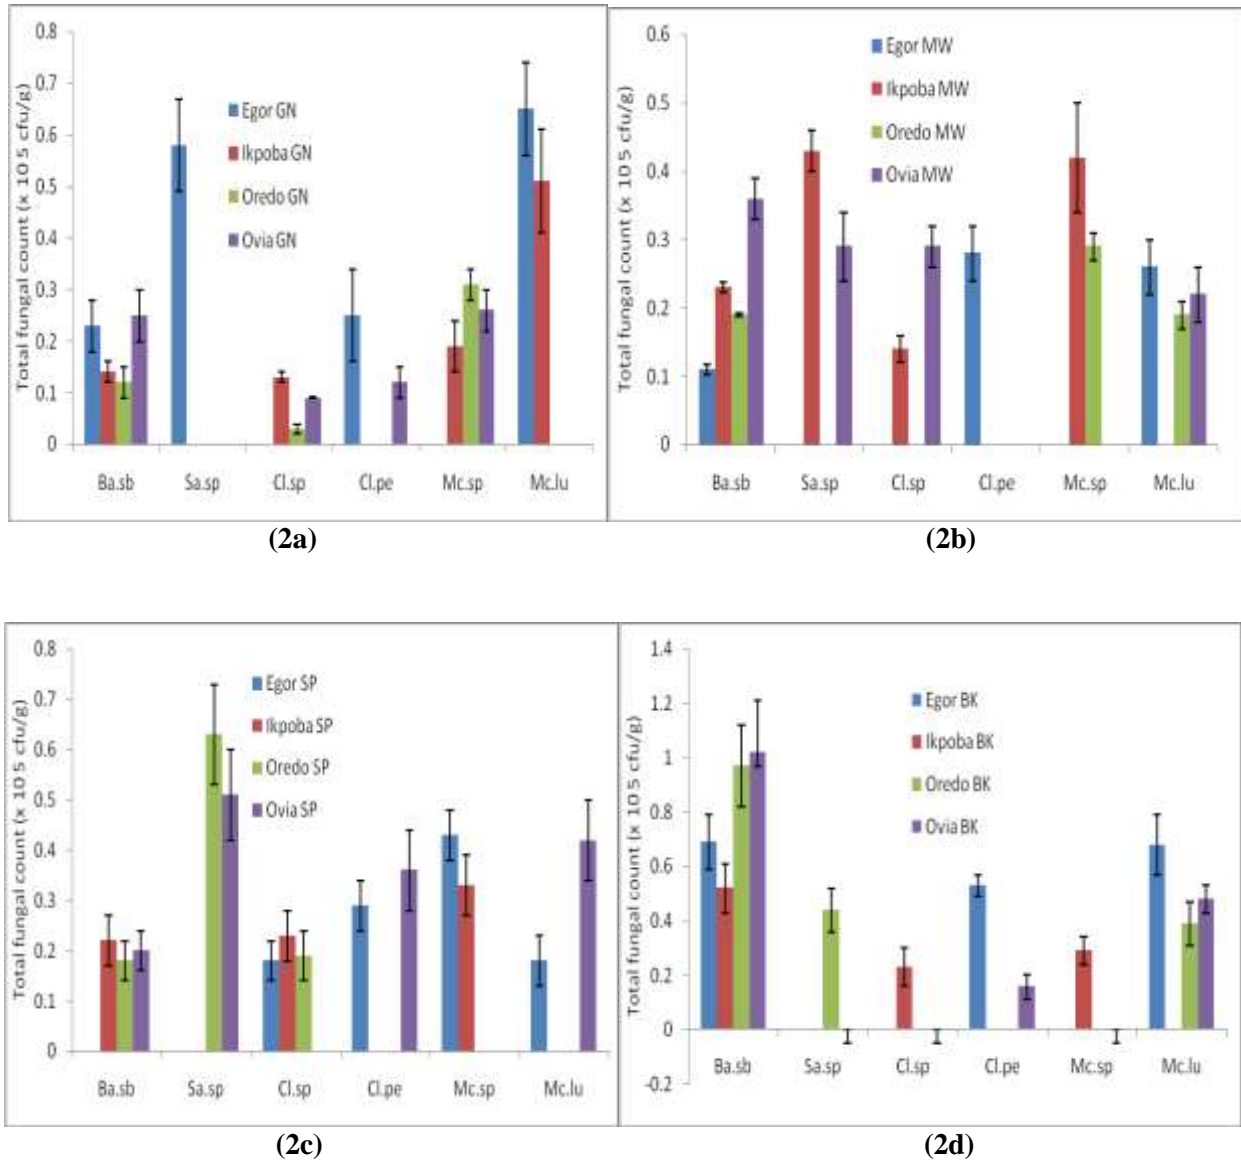 Total fungal count (x 10 5 cfu/g)
0.8
0.7
0.6
0.5
0.4
0.3
0.2
0.1
0
Egor GN
Ikpoba GN
Oredo GN
Ovia GN
Ba.sb Sa.sp Cl.sp Cl.pe Mc.sp Mc.lu
(2a)
Total fungal count (x 10 5 cfu/g)
0.6
0.5
0.4
0.3
0.2
0.1
0
Egor MW
Ikpoba MW
Oredo MW
Ovia MW
Ba.sb Sa.sp Cl.sp Cl.pe Mc.sp Mc.lu
(2b)
Total fungal count (x 10 5 cfu/g)
0.8
0.7
0.6
0.5
0.4
0.3
0.2
0.1
0
Egor SP
Ikpoba SP
Oredo SP
Ovia SP
Ba.sb Sa.sp Cl.sp Cl.pe Mc.sp Mc.lu
(2c)
Total fungal count (x 10 5 cfu/g)
1.4
1.2
1
0.8
0.6
0.4
0.2
0
-0.2
Egor BK
Ikpoba BK
Oredo BK
Ovia BK
Ba.sb Sa.sp Cl.sp Cl.pe Mc.sp Mc.lu
(2d)